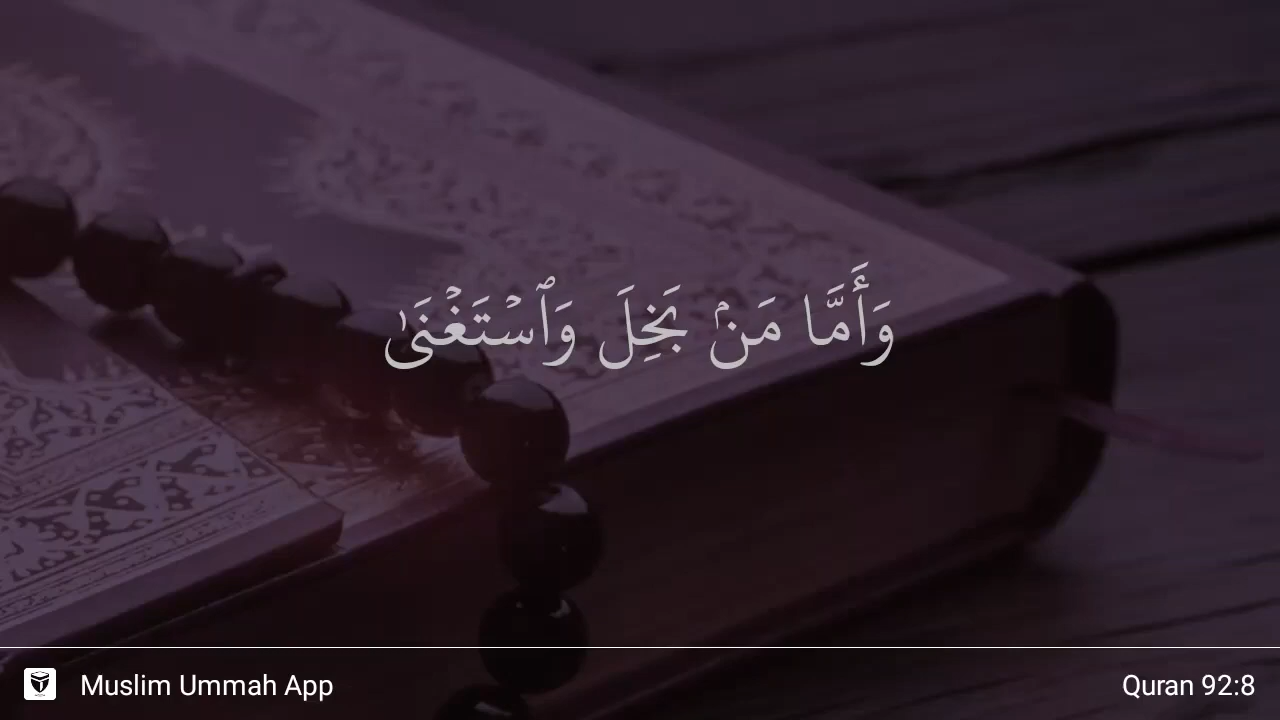 وَأَمَّا مَنۢ بَخِلَ وَٱسۡتَغۡنَىٰ
Muslim Ummah App
Quran 92:8